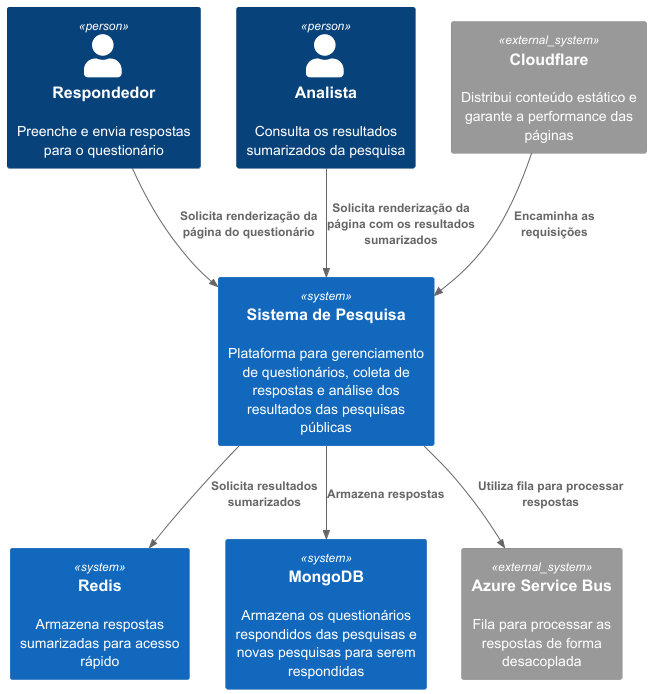 «person»
Respondedor
Preenche e envia respostas
para o questionário
«person»
Analista
Consulta os resultados
sumarizados da pesquisa
«external_system»
Cloudflare
Distribui conteúdo estático e
garante a performance das
páginas
Solicita renderização da
página do questionário
Solicita renderização da
página com os resultados
sumarizados
Encaminha as
requisições
«system»
Sistema de Pesquisa
Plataforma para gerenciamento
de questionários, coleta de
respostas e análise dos
resultados das pesquisas
públicas
Solicita resultados
sumarizados
Armazena respostas
Utiliza fila para processar
respostas
«system»
Redis
Armazena respostas
sumarizadas para acesso
rápido
«system»
MongoDB
Armazena os questionários
respondidos das pesquisas e
novas pesquisas para serem
respondidas
«external_system»
Azure Service Bus
Fila para processar as
respostas de forma
desacoplada